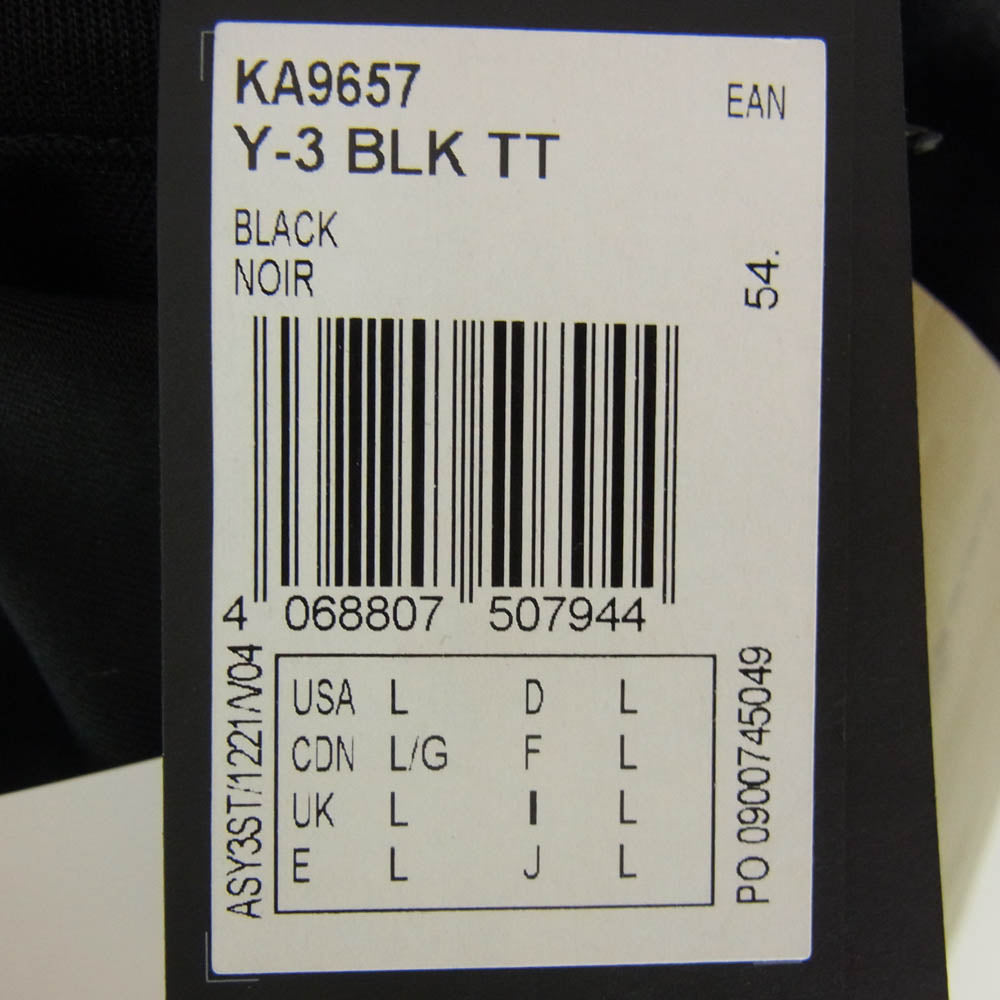 KA9657
EAN
Y-3 BLK TT
BLACK
NOIR
54.
4 068807 507944
ASY3ST/1221/V04
USA L D L
CDN L/G F L
UK L I L
E L J L
PO 0900745049